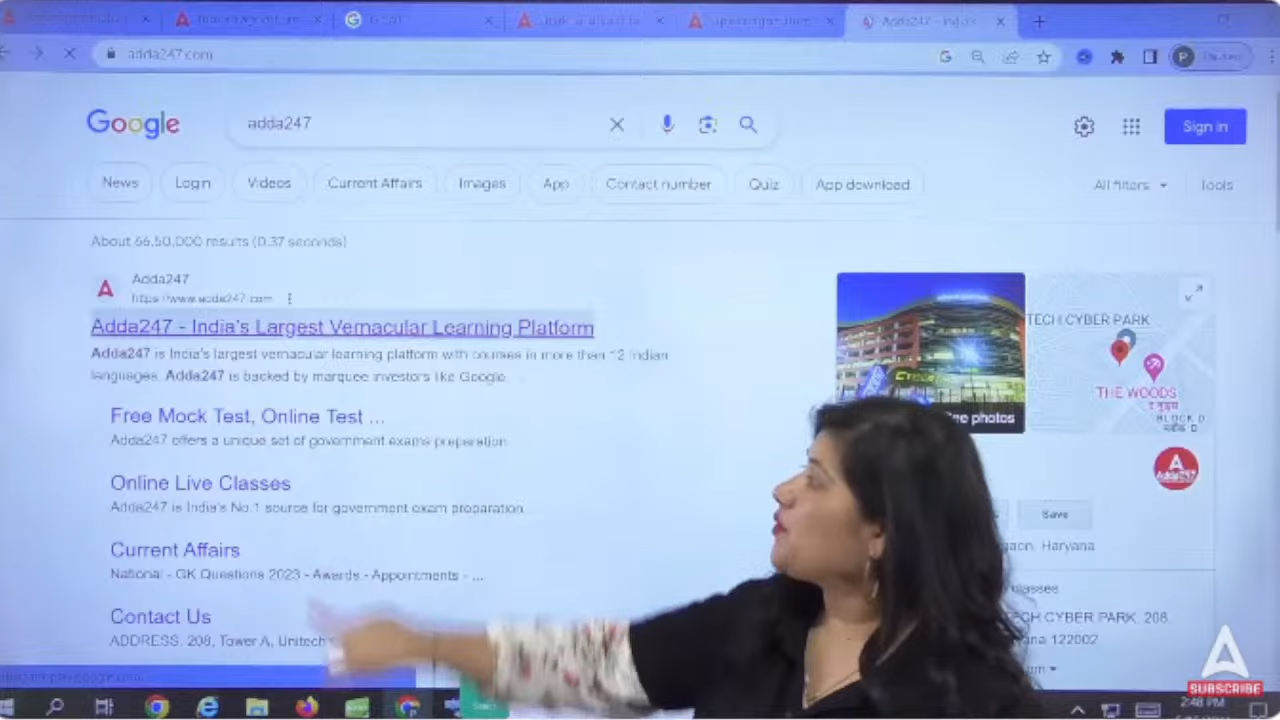 adda247.com
Google
adda247
Sign in
News
Login
Videos
Current Affairs
Images
App
Contact number
Quiz
App download
All filters
Tools
About 66,50,000 results (0.37 seconds)
Adda247
https://www.adda247.com
Adda247 - India's Largest Vernacular Learning Platform
Adda247 is India's largest vernacular learning platform with courses in more than 12 Indian
languages. Adda247 is backed by marquee investors like Google.
Free Mock Test, Online Test ...
Adda247 offers a unique set of government exams preparation.
Online Live Classes
Adda247 is India's No.1 source for government exam preparation.
Current Affairs
National - GK Questions 2023 - Awards - Appointments - ...
Contact Us
ADDRESS. 208, Tower A, Unitech
photos
TECH CYBER PARK
THE WOODS
BLOCK D
Adda247
Save
Haryana
classes
TECH CYBER PARK, 208,
122002
A
SUBSCRIBE
2:48 PM